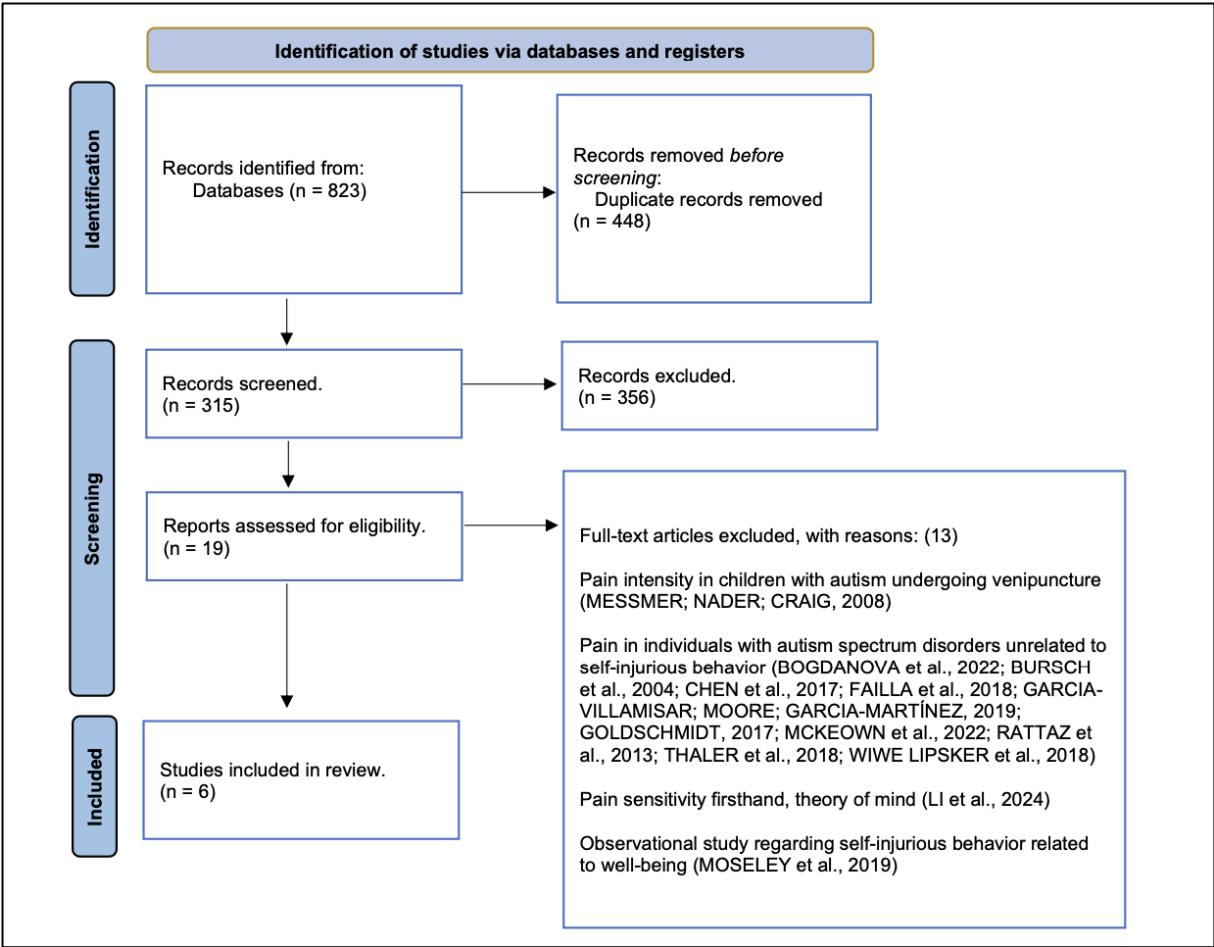 Identification of studies via databases and registers
Identification
Records identified from:
Databases (n = 823)
Records removed before
screening:
Duplicate records removed
(n = 448)
Screening
Records screened.
(n = 315)
Records excluded.
(n = 356)
Reports assessed for eligibility.
(n = 19)
Full-text articles excluded, with reasons: (13)
Pain intensity in children with autism undergoing venipuncture
(MESSMER; NADER; CRAIG, 2008)
Pain in individuals with autism spectrum disorders unrelated to
self-injurious behavior (BOGDANOVA et al., 2022; BURSCH
et al., 2004; CHEN et al., 2017; FAILLA et al., 2018; GARCIA-
VILLAMISAR; MOORE; GARCIA-MARTÍNEZ, 2019;
GOLDSCHMIDT, 2017; MCKEOWN et al., 2022; RATTAZ et
al., 2013; THALER et al., 2018; WIWE LIPSKER et al., 2018)
Pain sensitivity firsthand, theory of mind (LI et al., 2024)
Observational study regarding self-injurious behavior related
to well-being (MOSELEY et al., 2019)
Included
Studies included in review.
(n = 6)